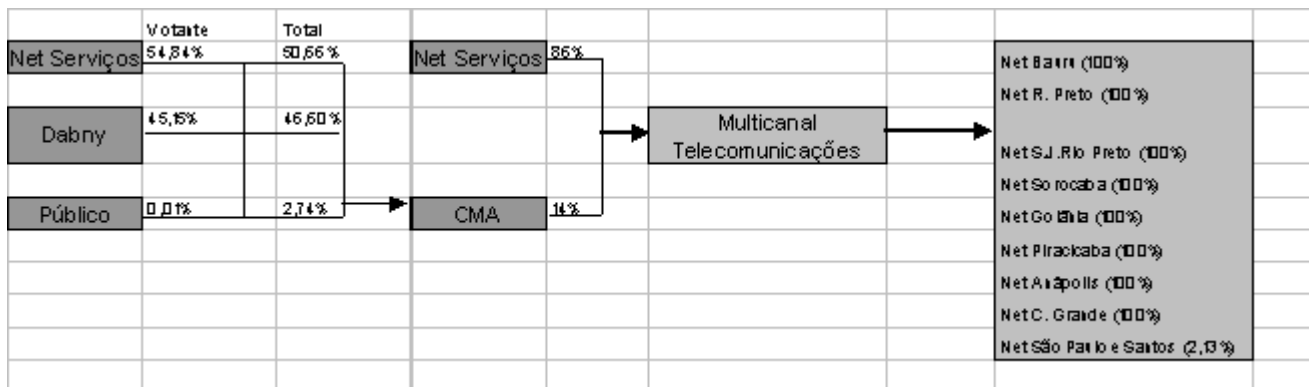 Votante Total
Net Serviços 54,84% 50,66% Net Serviços 86%
Net Bauru (100%)
Net R. Preto (100%)
Dabny 45,15% 46,60%
Multicanal
Telecomunicações
Net S.J.Rio Preto (100%)
Net Sorocaba (100%)
Público 0,01% 2,74% CMA 14%
Net Goiânia (100%)
Net Piracicaba (100%)
Net Anápolis (100%)
Net C. Grande (100%)
Net São Paulo e Santos (2,13%)